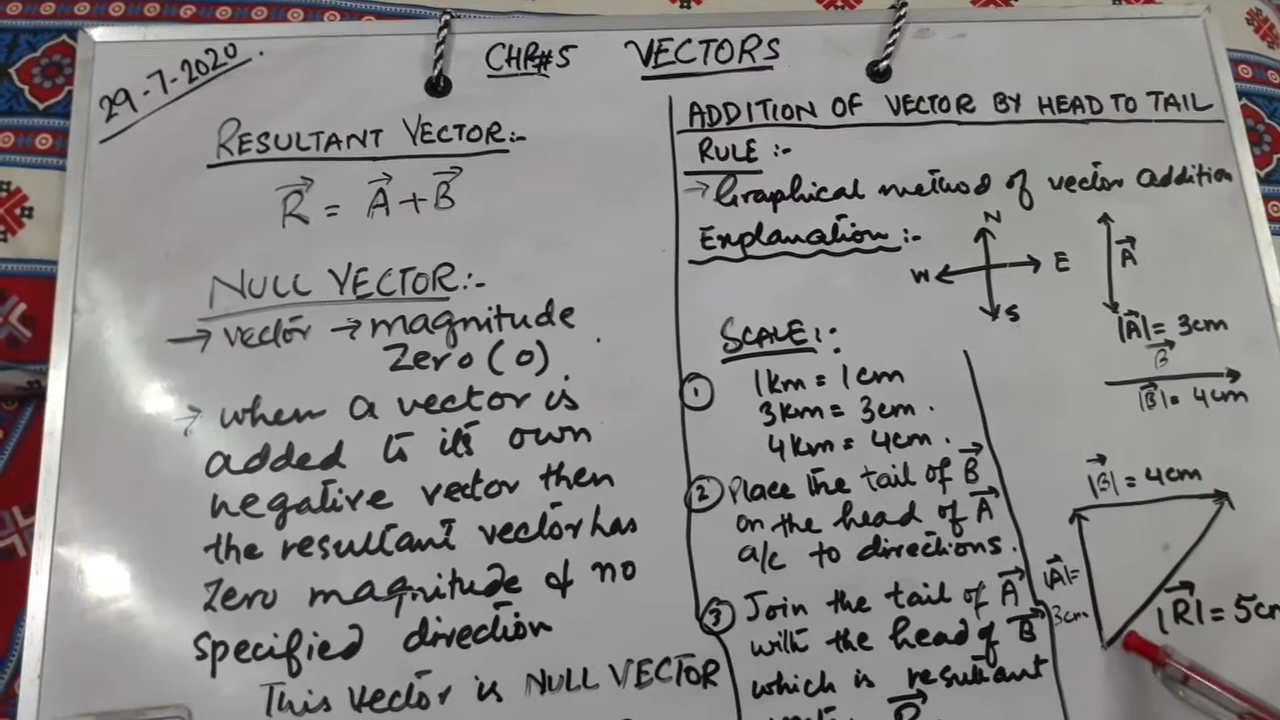 29-7-2020.
CHP#5 VECTORS
RESULTANT VECTOR:-
R = A + B
NULL VECTOR:-
→ vector → magnitude
zero (0)
→ when a vector is
added to its own
negative vector then
the resultant vector has
zero magnitude & no
specified direction
This vector is NULL VECTOR
ADDITION OF VECTOR BY HEAD TO TAIL
RULE :-
→ Graphical method of vector addition
Explanation :-
N
W E
S
A
|A| = 3cm
B
|B| = 4cm
SCALE :
① 1km = 1cm
3km = 3cm.
4km = 4cm.
② Place the tail of B
on the head of A
a/c to directions.
③ Join the tail of A
with the head of B
which is resultant
R
|B| = 4cm
|A| =
3cm
|R| = 5cm